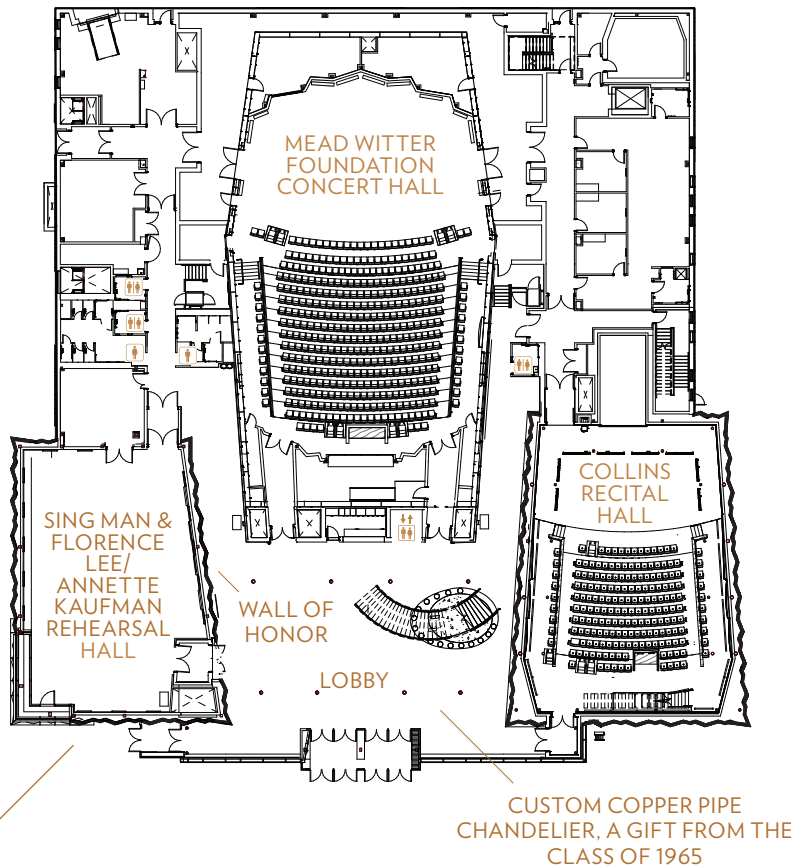 MEAD WITTER
FOUNDATION
CONCERT HALL
COLLINS
RECITAL
HALL
SING MAN &
FLORENCE
LEE/
ANNETTE
KAUFMAN
REHEARSAL
HALL
WALL OF
HONOR
LOBBY
CUSTOM COPPER PIPE
CHANDELIER, A GIFT FROM THE
CLASS OF 1965